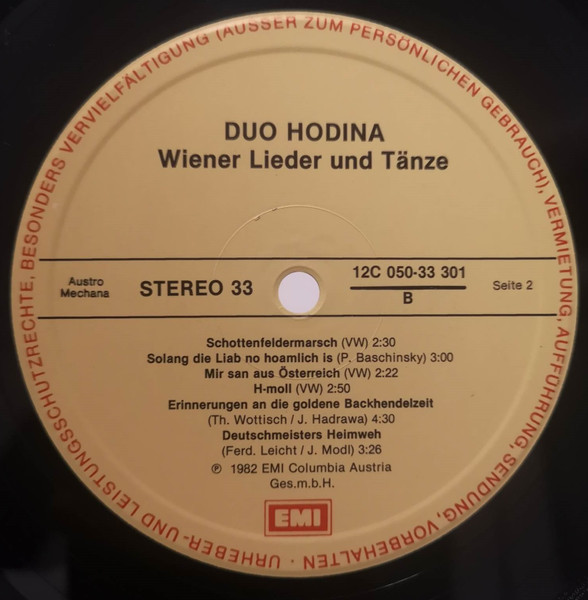 URHEBER- UND LEISTUNGSSCHUTZRECHTE, BESONDERS VERVIELFÄLTIGUNG (AUSSER ZUM PERSÖNLICHEN GEBRAUCH), VERMIETUNG, AUFFÜHRUNG, SENDUNG, VORBEHALTEN ·
DUO HODINA
Wiener Lieder und Tänze
Austro
Mechana
STEREO 33
12C 050-33 301
B
Seite 2
Schottenfeldermarsch (VW) 2:30
Solang die Liab no hoamlich is (P. Baschinsky) 3:00
Mir san aus Österreich (VW) 2:22
H-moll (VW) 2:50
Erinnerungen an die goldene Backhendelzeit
(Th. Wottisch / J. Hadrawa) 4:30
Deutschmeisters Heimweh
(Ferd. Leicht / J. Modl) 3:26
℗ 1982 EMI Columbia Austria
Ges.m.b.H.
EMI